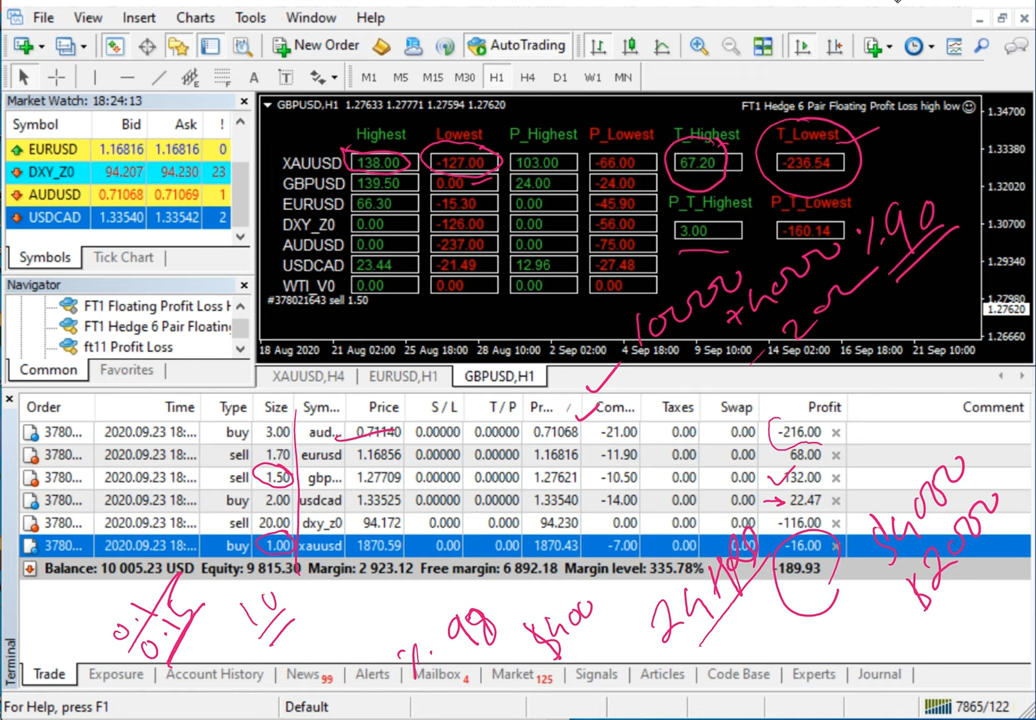 File View Insert Charts Tools Window Help
New Order AutoTrading
A T M1 M5 M15 M30 H1 H4 D1 W1 MN
Market Watch: 18:24:13
Symbol Bid Ask !
EURUSD 1.16816 1.16816 0
DXY_Z0 94.207 94.230 23
AUDUSD 0.71068 0.71069 1
USDCAD 1.33540 1.33542 2
Symbols Tick Chart
Navigator
FT1 Floating Profit Loss H
FT1 Hedge 6 Pair Floating
ft11 Profit Loss
Common Favorites
GBPUSD,H1 1.27633 1.27771 1.27594 1.27620
FT1 Hedge 6 Pair Floating Profit Loss high low
Highest Lowest P_Highest P_Lowest T_Highest T_Lowest
XAUUSD 138.00 -127.00 103.00 -66.00 67.20 -236.54
GBPUSD 139.50 0.00 24.00 -24.00
EURUSD 66.30 -15.30 0.00 -45.90 P_T_Highest P_T_Lowest
DXY_Z0 0.00 -126.00 0.00 -56.00 3.00 -160.14
AUDUSD 0.00 -237.00 0.00 -75.00
USDCAD 23.44 -21.49 12.96 -27.48
WTI_V0 0.00 0.00 0.00 0.00
#378021643 sell 1.50
1.34700
1.33380
1.32020
1.30700
1.29340
1.27980
1.27620
1.26660
18 Aug 2020 21 Aug 02:00 25 Aug 18:00 28 Aug 10:00 2 Sep 02:00 4 Sep 18:00 9 Sep 10:00 14 Sep 02:00 16 Sep 18:00 21 Sep 10:00
XAUUSD,H4 EURUSD,H1 GBPUSD,H1
Order Time Type Size Sym... Price S / L T / P Pr... / Com... Taxes Swap Profit Comment
3780... 2020.09.23 18:... buy 3.00 aud... 0.71140 0.00000 0.00000 0.71068 -21.00 0.00 0.00 -216.00
3780... 2020.09.23 18:... sell 1.70 eurusd 1.16856 0.00000 0.00000 1.16816 -11.90 0.00 0.00 68.00
3780... 2020.09.23 18:... sell 1.50 gbp... 1.27709 0.00000 0.00000 1.27621 -10.50 0.00 0.00 132.00
3780... 2020.09.23 18:... buy 2.00 usdcad 1.33525 0.00000 0.00000 1.33540 -14.00 0.00 0.00 22.47
3780... 2020.09.23 18:... sell 20.00 dxy_z0 94.172 0.000 0.000 94.230 0.00 0.00 0.00 -116.00
3780... 2020.09.23 18:... buy 1.00 xauusd 1870.59 0.00 0.00 1870.43 -7.00 0.00 0.00 -16.00
Balance: 10 005.23 USD Equity: 9 815.30 Margin: 2 923.12 Free margin: 6 892.18 Margin level: 335.78% -189.93
%90
10000
0.1
0.15
10
%98
$400
$4000
$2000
Terminal
Trade Exposure Account History News 99 Alerts Mailbox 4 Market 125 Signals Articles Code Base Experts Journal
For Help, press F1 Default 7865/122